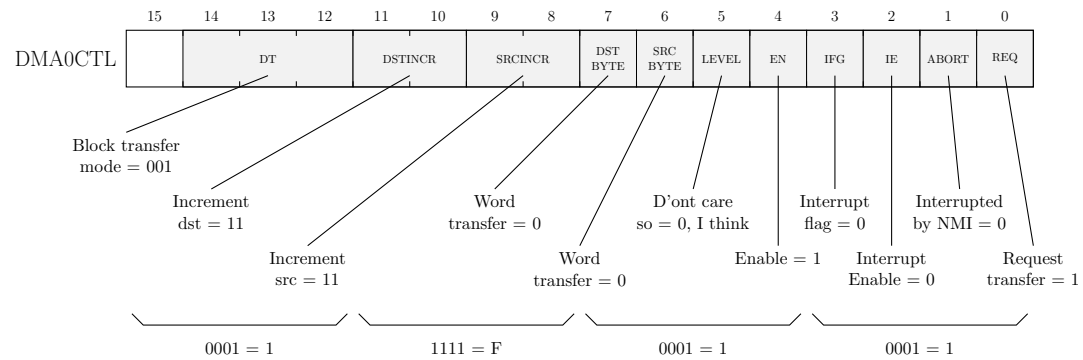 15 14 13 12 11 10 9 8 7 6 5 4 3 2 1 0
DMA0CTL
DT
DSTINCR
SRCINCR
DST
BYTE
SRC
BYTE
LEVEL
EN
IFG
IE
ABORT
REQ
Block transfer
mode = 001
Increment
dst = 11
Increment
src = 11
Word
transfer = 0
Word
transfer = 0
D'ont care
so = 0, I think
Enable = 1
Interrupt
flag = 0
Interrupt
Enable = 0
Interrupted
by NMI = 0
Request
transfer = 1
0001 = 1
1111 = F
0001 = 1
0001 = 1